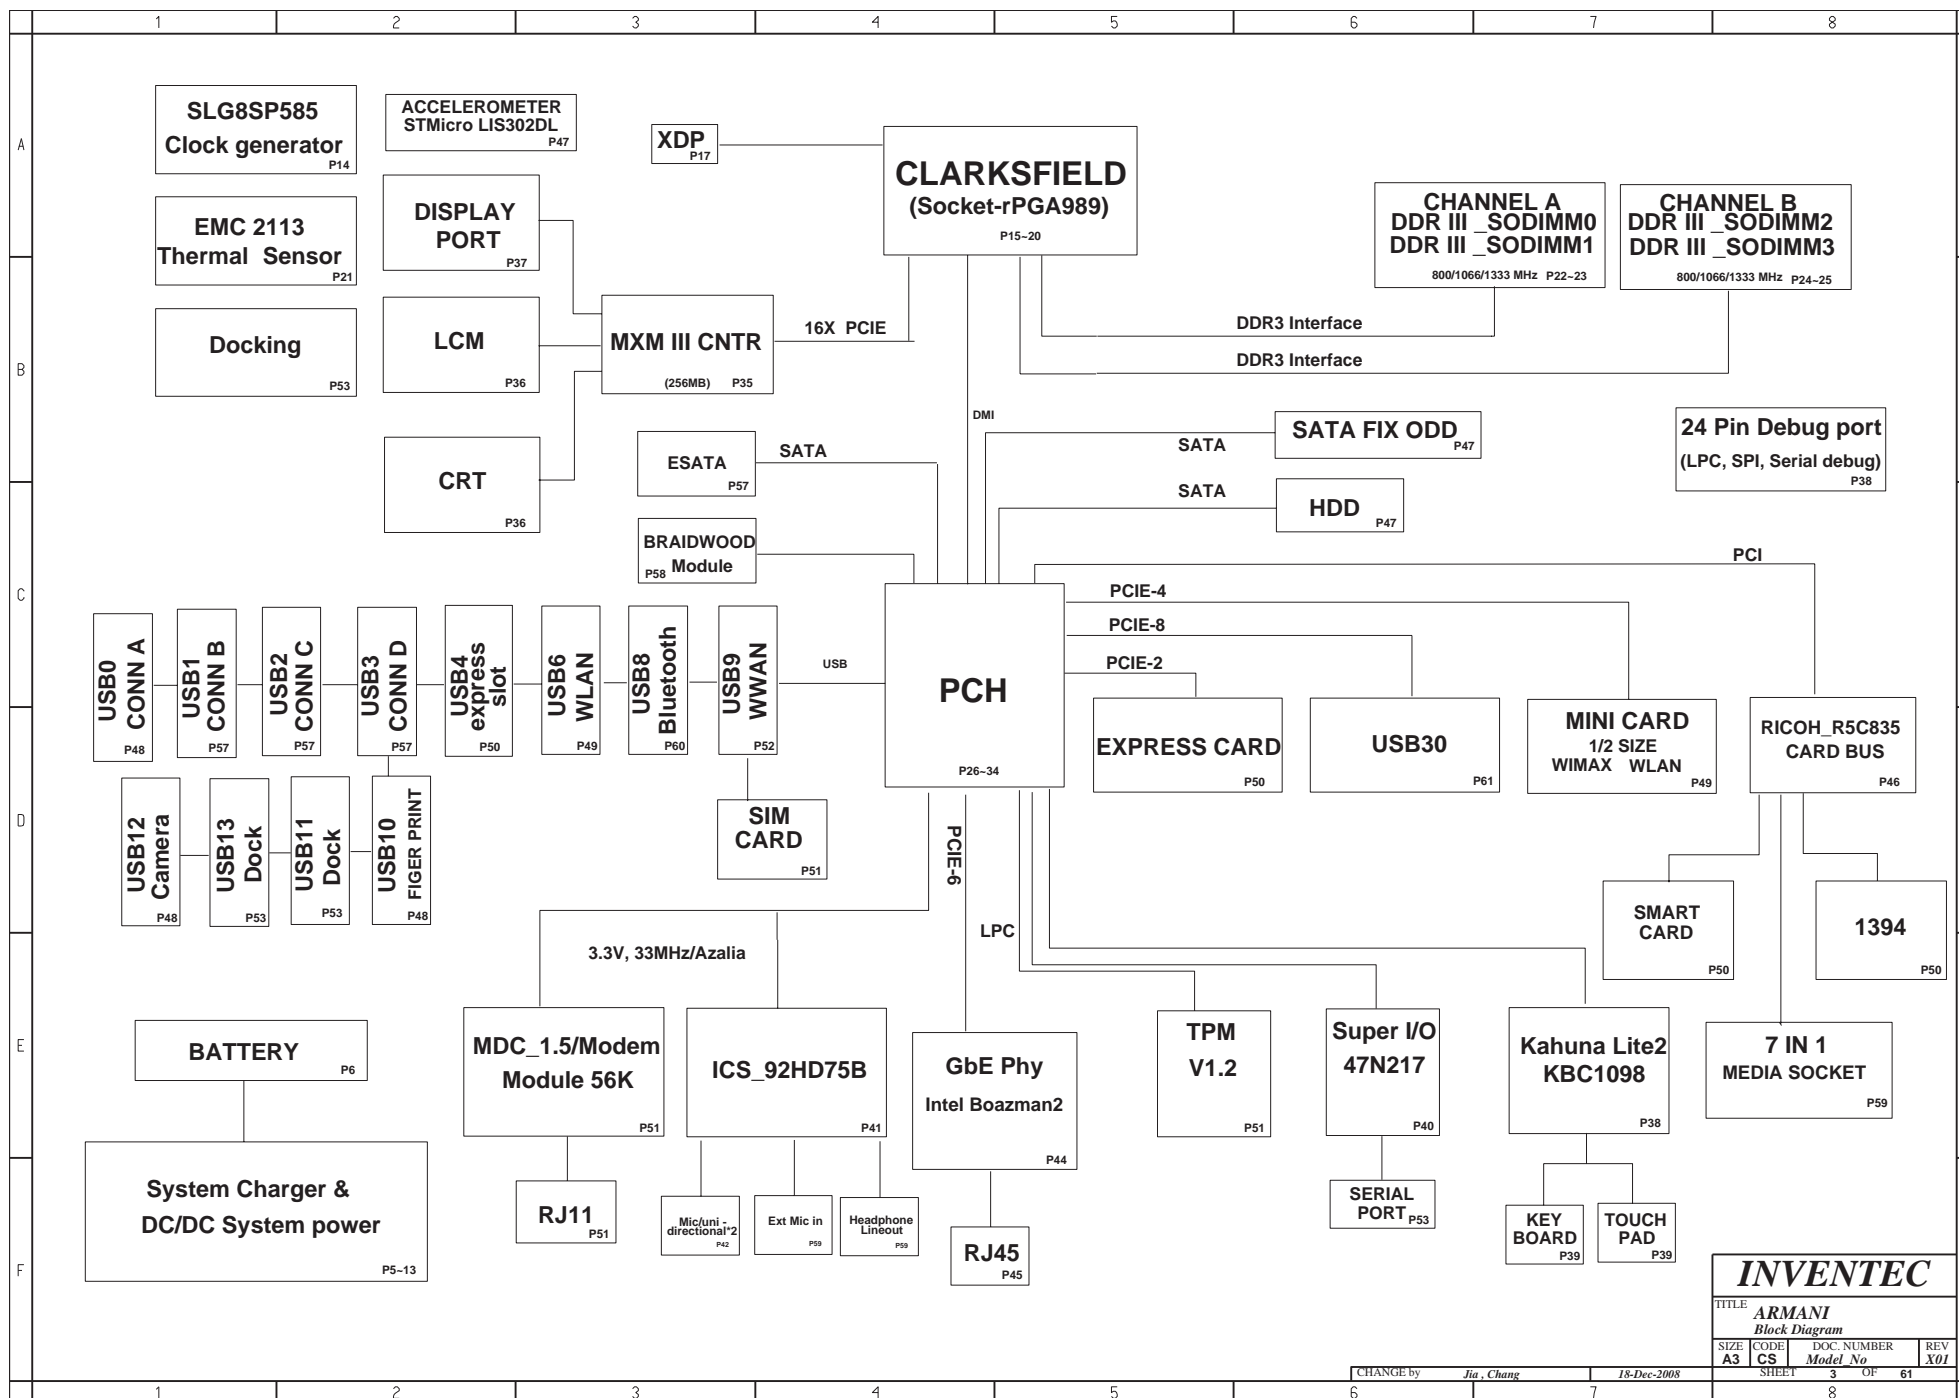 1 2 3 4 5 6 7 8
A
B
C
D
E
F
SLG8SP585
Clock generator
P14
ACCELEROMETER
STMicro LIS302DL
P47
XDP
P17
CLARKSFIELD
(Socket-rPGA989)
P15~20
CHANNEL A
DDR III _SODIMM0
DDR III _SODIMM1
800/1066/1333 MHz P22~23
CHANNEL B
DDR III _SODIMM2
DDR III _SODIMM3
800/1066/1333 MHz P24~25
EMC 2113
Thermal Sensor
P21
DISPLAY
PORT
P37
Docking
P53
LCM
P36
MXM III CNTR
(256MB) P35
16X PCIE
DDR3 Interface
DDR3 Interface
DMI
CRT
P36
ESATA
P57
SATA
SATA
SATA FIX ODD
P47
SATA
HDD
P47
24 Pin Debug port
(LPC, SPI, Serial debug)
P38
BRAIDWOOD
P58 Module
PCI
PCIE-4
PCIE-8
PCIE-2
USB0
CONN A
P48
USB1
CONN B
P57
USB2
CONN C
P57
USB3
CONN D
P57
USB4
express
slot
P50
USB6
WLAN
P49
USB8
Bluetooth
P60
USB9
WWAN
P52
USB
PCH
P26~34
EXPRESS CARD
P50
USB30
P61
MINI CARD
1/2 SIZE
WIMAX WLAN
P49
RICOH_R5C835
CARD BUS
P46
USB12
Camera
P48
USB13
Dock
P53
USB11
Dock
P53
USB10
FIGER PRINT
P48
SIM
CARD
P51
PCIE-6
LPC
3.3V, 33MHz/Azalia
SMART
CARD
P50
1394
P50
BATTERY
P6
MDC_1.5/Modem
Module 56K
P51
ICS_92HD75B
P41
GbE Phy
Intel Boazman2
P44
TPM
V1.2
P51
Super I/O
47N217
P40
Kahuna Lite2
KBC1098
P38
7 IN 1
MEDIA SOCKET
P59
System Charger &
DC/DC System power
P5~13
RJ11
P51
Mic/uni -
directional*2
P42
Ext Mic in
P59
Headphone
Lineout
P59
RJ45
P45
SERIAL
PORT
P53
KEY
BOARD
P39
TOUCH
PAD
P39
INVENTEC
TITLE
ARMANI
Block Diagram
SIZE CODE DOC. NUMBER REV
A3 CS Model_No X01
CHANGE by Jia , Chang 18-Dec-2008 SHEET 3 OF 61
1 2 3 4 5 6 7 8